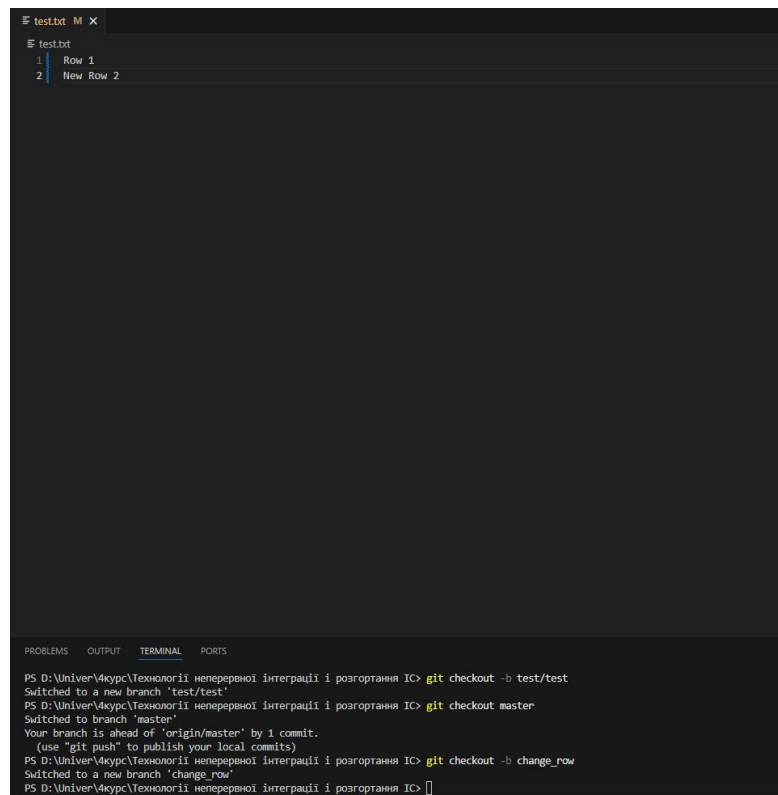 test.txt M
test.txt
1 Row 1
2 New Row 2
PROBLEMS OUTPUT TERMINAL PORTS
PS D:\Univer\4курс\Технології неперервної інтеграції і розгортання ІС> git checkout -b test/test
Switched to a new branch 'test/test'
PS D:\Univer\4курс\Технології неперервної інтеграції і розгортання ІС> git checkout master
Switched to branch 'master'
Your branch is ahead of 'origin/master' by 1 commit.
(use "git push" to publish your local commits)
PS D:\Univer\4курс\Технології неперервної інтеграції і розгортання ІС> git checkout -b change_row
Switched to a new branch 'change_row'
PS D:\Univer\4курс\Технології неперервної інтеграції і розгортання ІС>